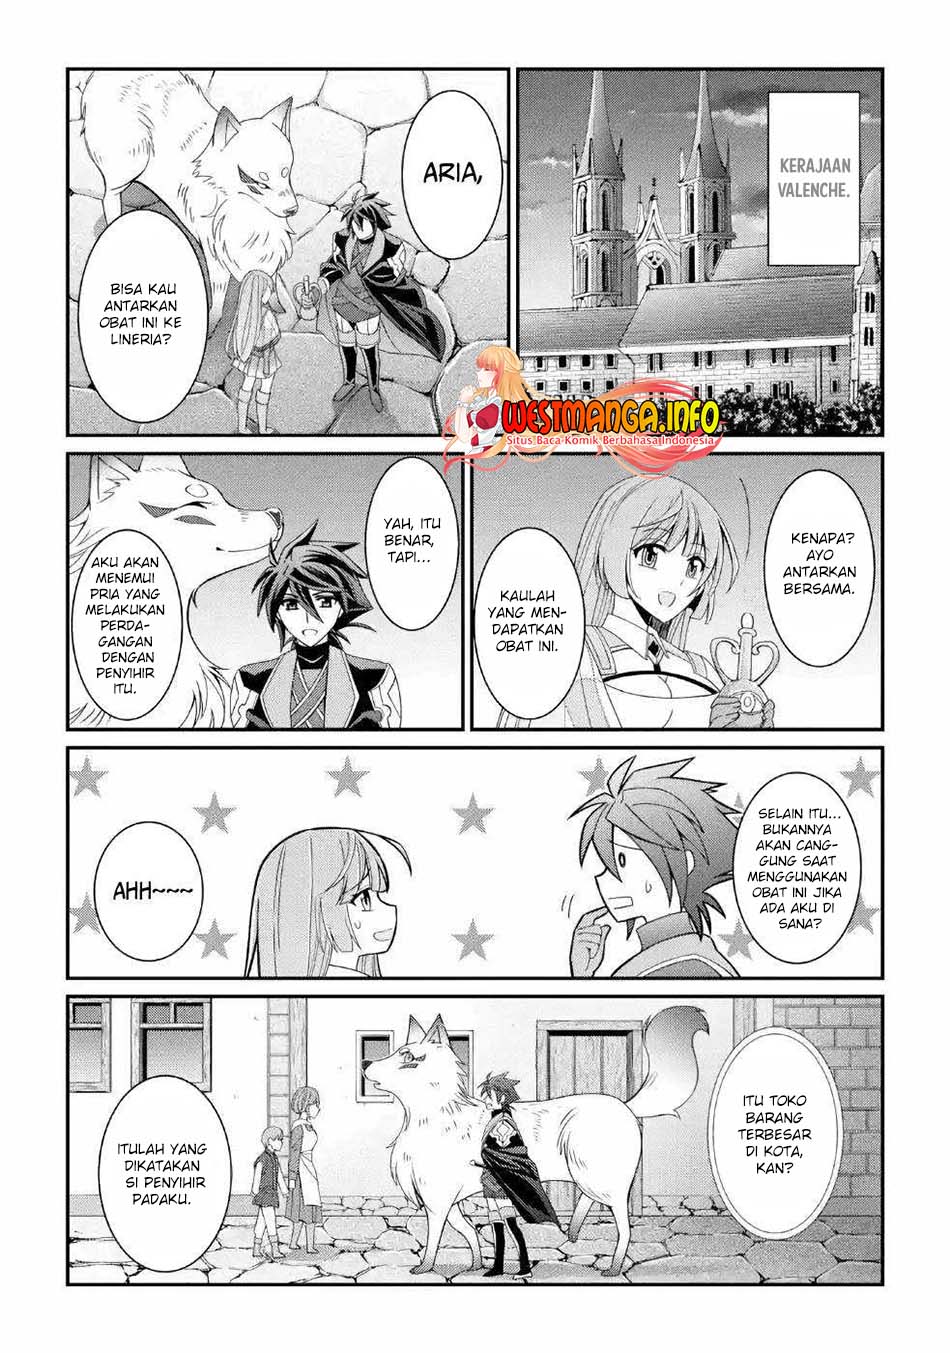 KERAJAAN
VALENCHE.
ARIA,
BISA KAU
ANTARKAN
OBAT INI KE
LINERIA?
WESTMANGA.INFO
Situs Baca Komik Berbahasa Indonesia
KENAPA?
AYO
ANTARKAN
BERSAMA.
KAULAH
YANG MEN-
DAPATKAN
OBAT INI.
YAH, ITU
BENAR,
TAPI...
AKU AKAN
MENEMUI
PRIA YANG
MELAKUKAN
PERDA-
GANGAN
DENGAN
PENYIHIR
ITU.
SELAIN ITU...
BUKANNYA
AKAN CANG-
GUNG SAAT
MENGGUNAKAN
OBAT INI JIKA
ADA AKU DI
SANA?
AHH~~~
ITU TOKO
BARANG
TERBESAR
DI KOTA,
KAN?
ITULAH YANG
DIKATAKAN
SI PENYIHIR
PADAKU.